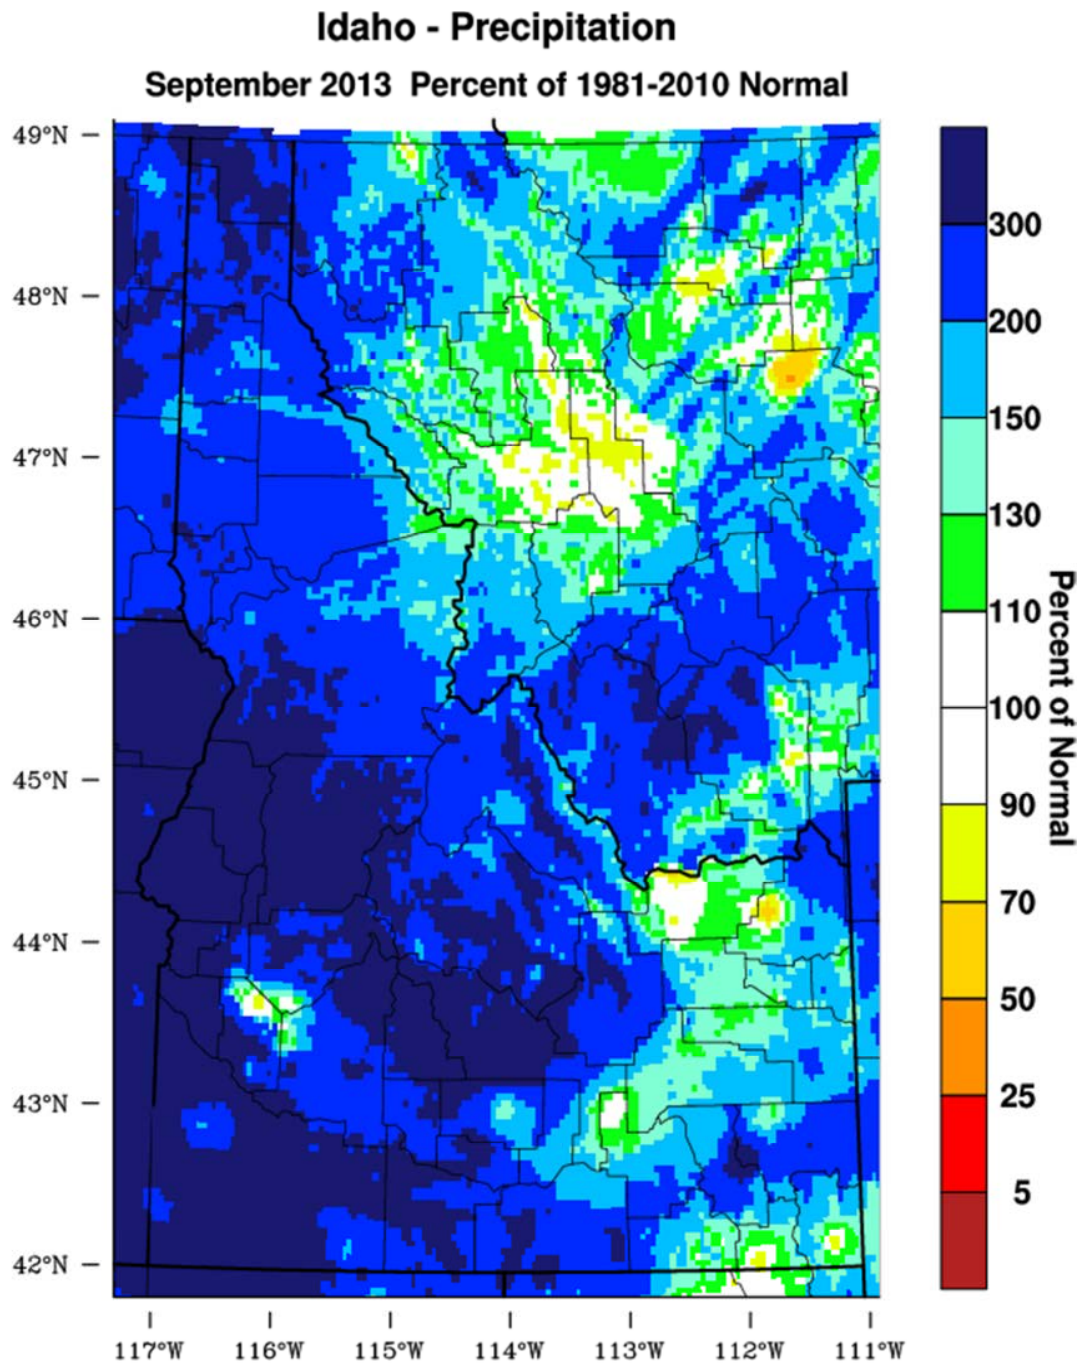 Idaho - Precipitation
September 2013  Percent of 1981-2010 Normal
49°N
48°N
47°N
46°N
45°N
44°N
43°N
42°N
117°W 116°W 115°W 114°W 113°W 112°W 111°W
300
200
150
130
110
100
90
70
50
25
5
Percent of Normal